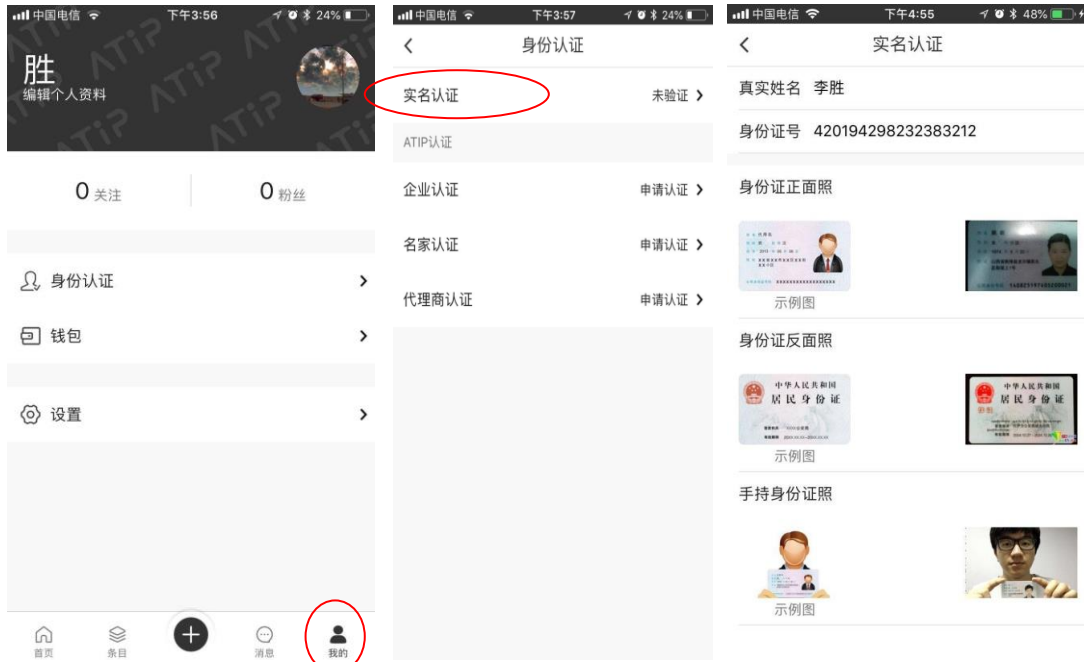 中国电信
下午3:56
24%
胜
编辑个人资料
ATiP ATiP
ATiP ATiP
ATiP ATiP
0 关注
0 粉丝
身份认证
钱包
设置
首页
条目
消息
我的
中国电信
下午3:57
24%
身份认证
实名认证
未验证
ATIP认证
企业认证
申请认证
名家认证
申请认证
代理商认证
申请认证
中国电信
下午4:55
48%
实名认证
真实姓名 李胜
身份证号 420194298232383212
身份证正面照
示例图
身份证反面照
中华人民共和国
居民身份证
示例图
中华人民共和国
居民身份证
手持身份证照
示例图